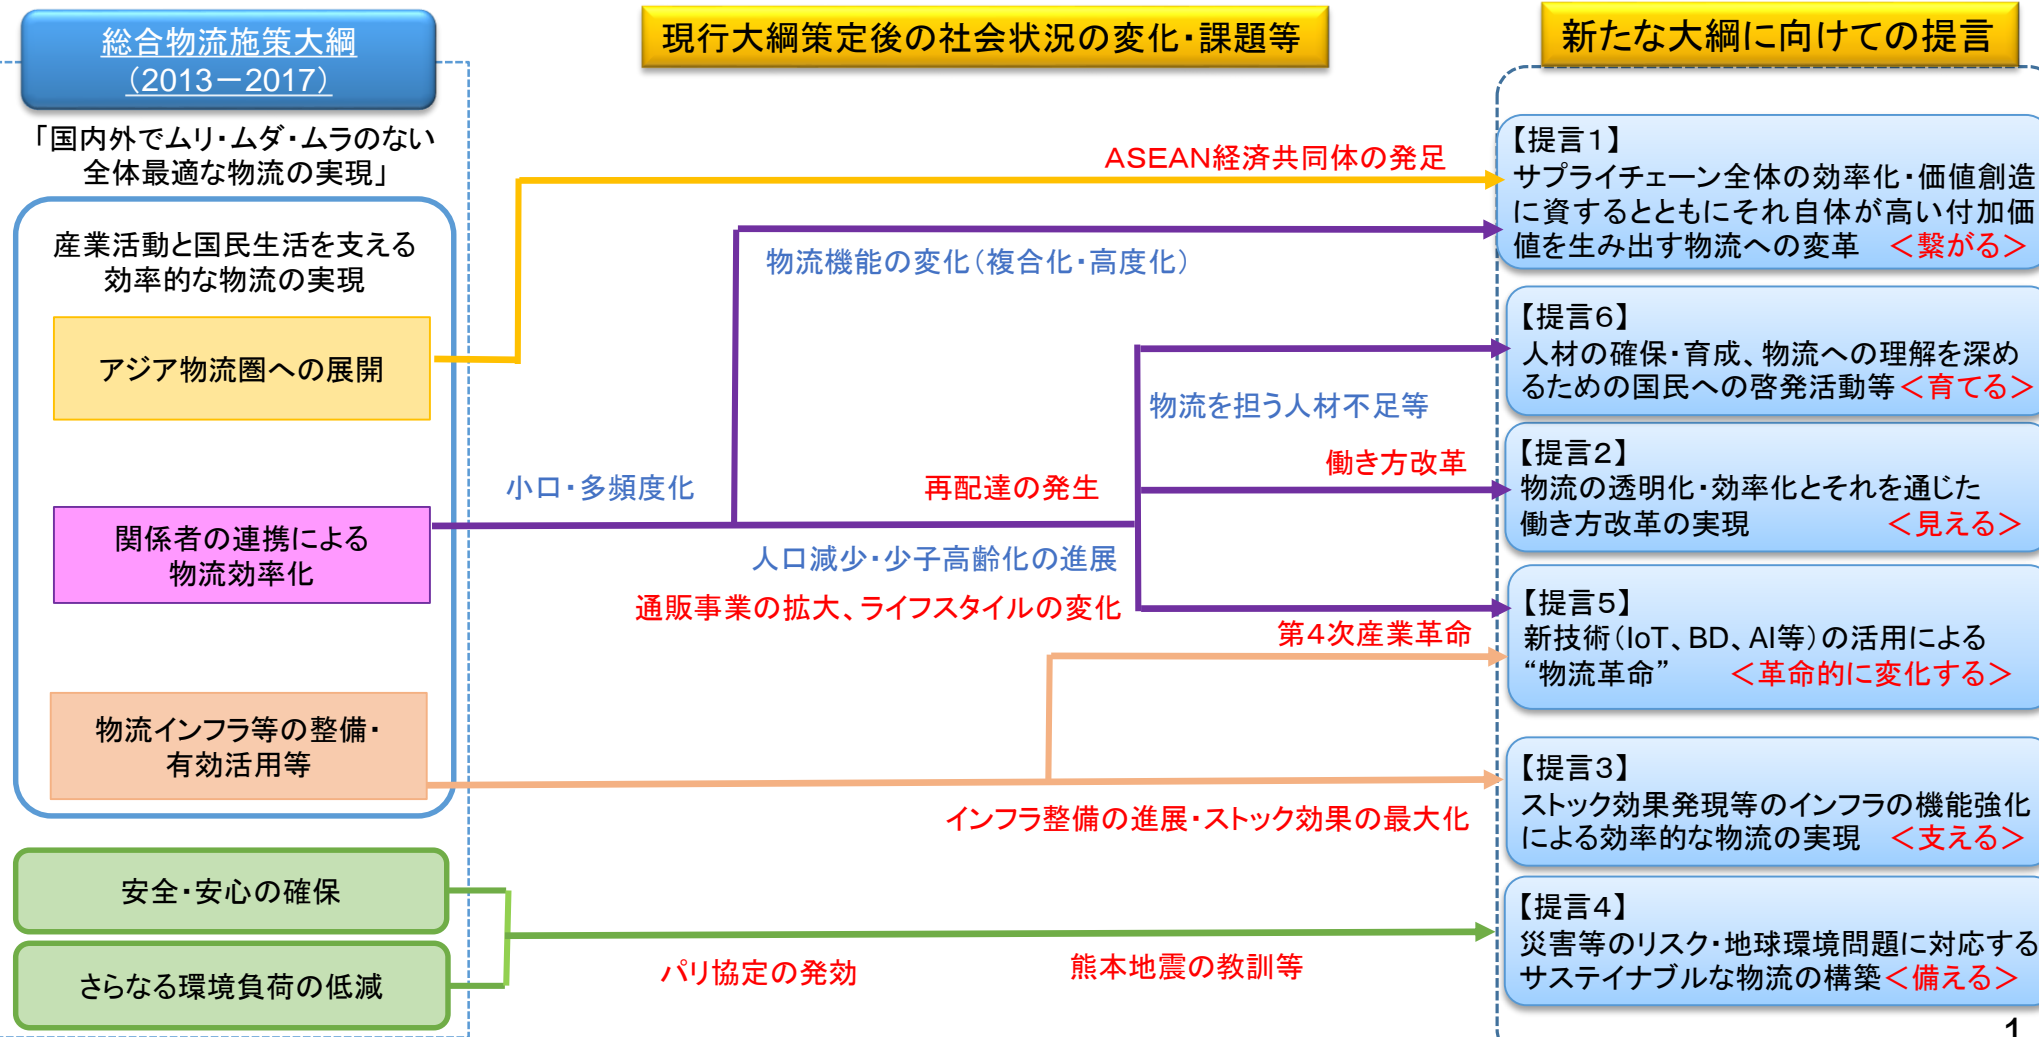 総合物流施策大綱
（2013－2017）
「国内外でムリ・ムダ・ムラのない
全体最適な物流の実現」
産業活動と国民生活を支える
効率的な物流の実現
アジア物流圏への展開
関係者の連携による
物流効率化
物流インフラ等の整備・
有効活用等
安全・安心の確保
さらなる環境負荷の低減
現行大綱策定後の社会状況の変化・課題等
ASEAN経済共同体の発足
物流機能の変化（複合化・高度化）
物流を担う人材不足等
働き方改革
小口・多頻度化
再配達の発生
人口減少・少子高齢化の進展
通販事業の拡大、ライフスタイルの変化
第４次産業革命
インフラ整備の進展・ストック効果の最大化
パリ協定の発効
熊本地震の教訓等
新たな大綱に向けての提言
【提言１】
サプライチェーン全体の効率化・価値創造
に資するとともにそれ自体が高い付加価
値を生み出す物流への変革 ＜繋がる＞
【提言６】
人材の確保・育成、物流への理解を深め
るための国民への啓発活動等＜育てる＞
【提言２】
物流の透明化・効率化とそれを通じた
働き方改革の実現 ＜見える＞
【提言５】
新技術（IoT、BD、AI等）の活用による
“物流革命” ＜革命的に変化する＞
【提言３】
ストック効果発現等のインフラの機能強化
による効率的な物流の実現 ＜支える＞
【提言４】
災害等のリスク・地球環境問題に対応する
サステイナブルな物流の構築＜備える＞
1